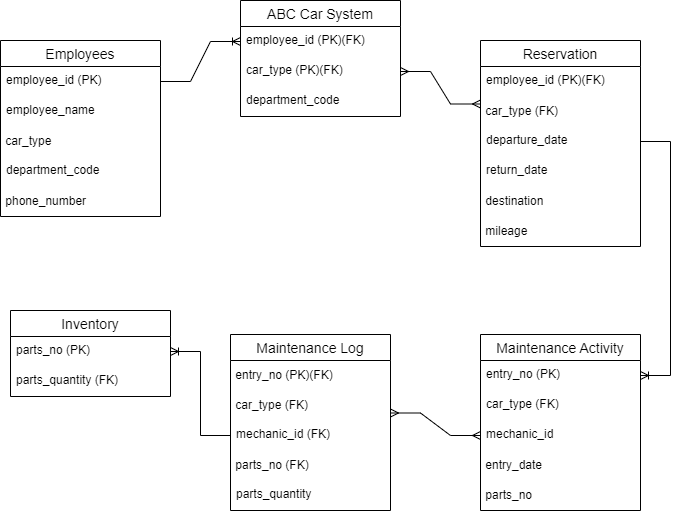 ABC Car System
employee_id (PK)(FK)
car_type (PK)(FK)
department_code
Employees
employee_id (PK)
employee_name
car_type
department_code
phone_number
Reservation
employee_id (PK)(FK)
car_type (FK)
departure_date
return_date
destination
mileage
Inventory
parts_no (PK)
parts_quantity (FK)
Maintenance Log
entry_no (PK)(FK)
car_type (FK)
mechanic_id (FK)
parts_no (FK)
parts_quantity
Maintenance Activity
entry_no (PK)
car_type (FK)
mechanic_id
entry_date
parts_no